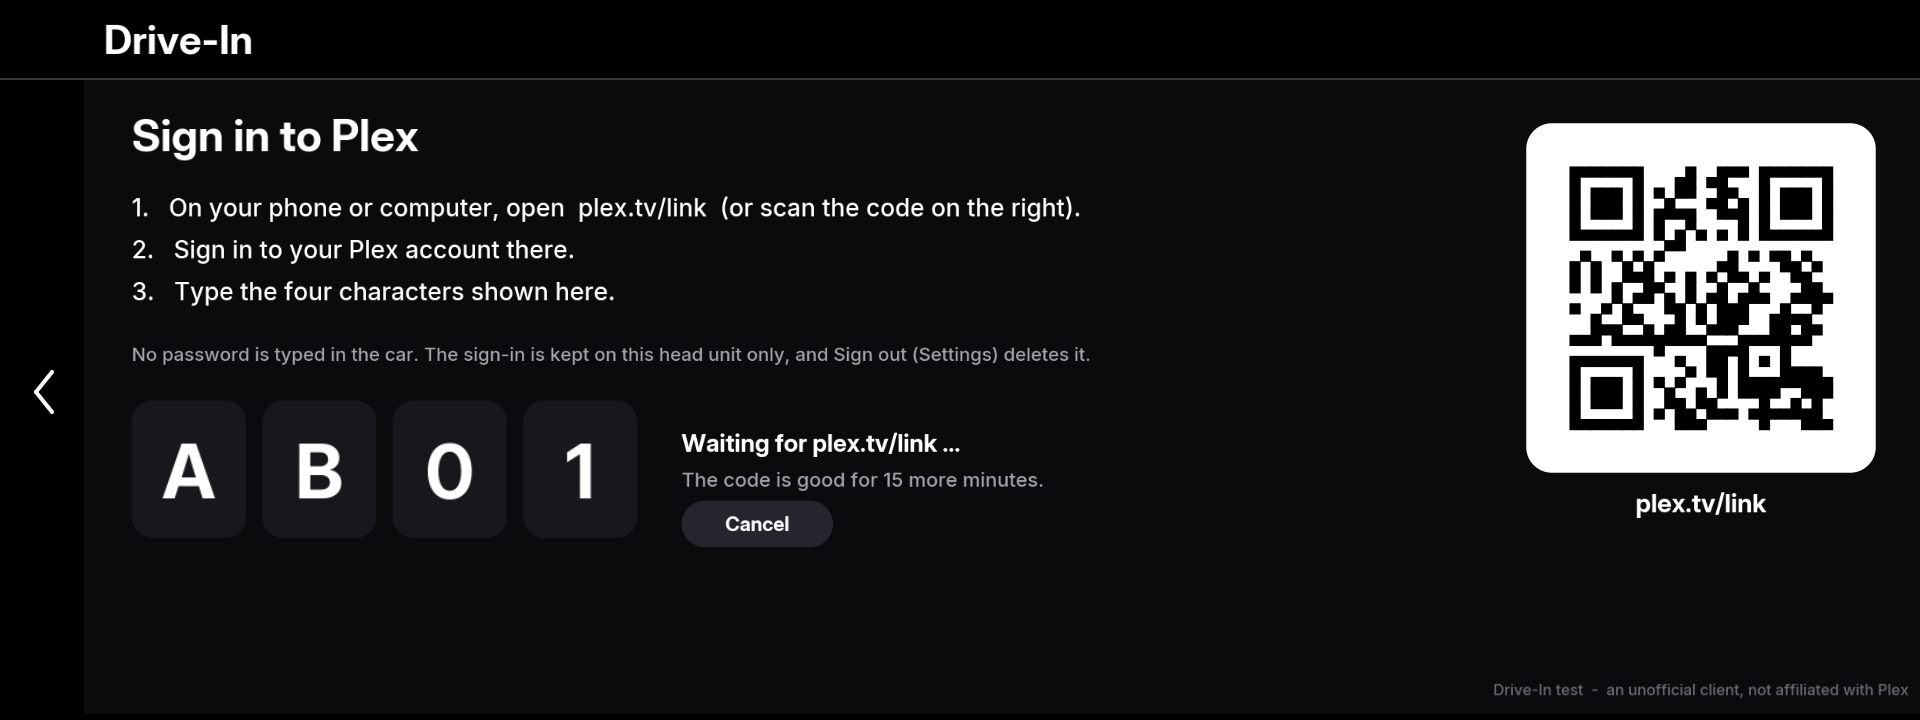 Drive-In
Sign in to Plex
1. On your phone or computer, open plex.tv/link (or scan the code on the right).
2. Sign in to your Plex account there.
3. Type the four characters shown here.
No password is typed in the car. The sign-in is kept on this head unit only, and Sign out (Settings) deletes it.
A B 0 1
Waiting for plex.tv/link ...
The code is good for 15 more minutes.
Cancel
plex.tv/link
Drive-In test - an unofficial client, not affiliated with Plex